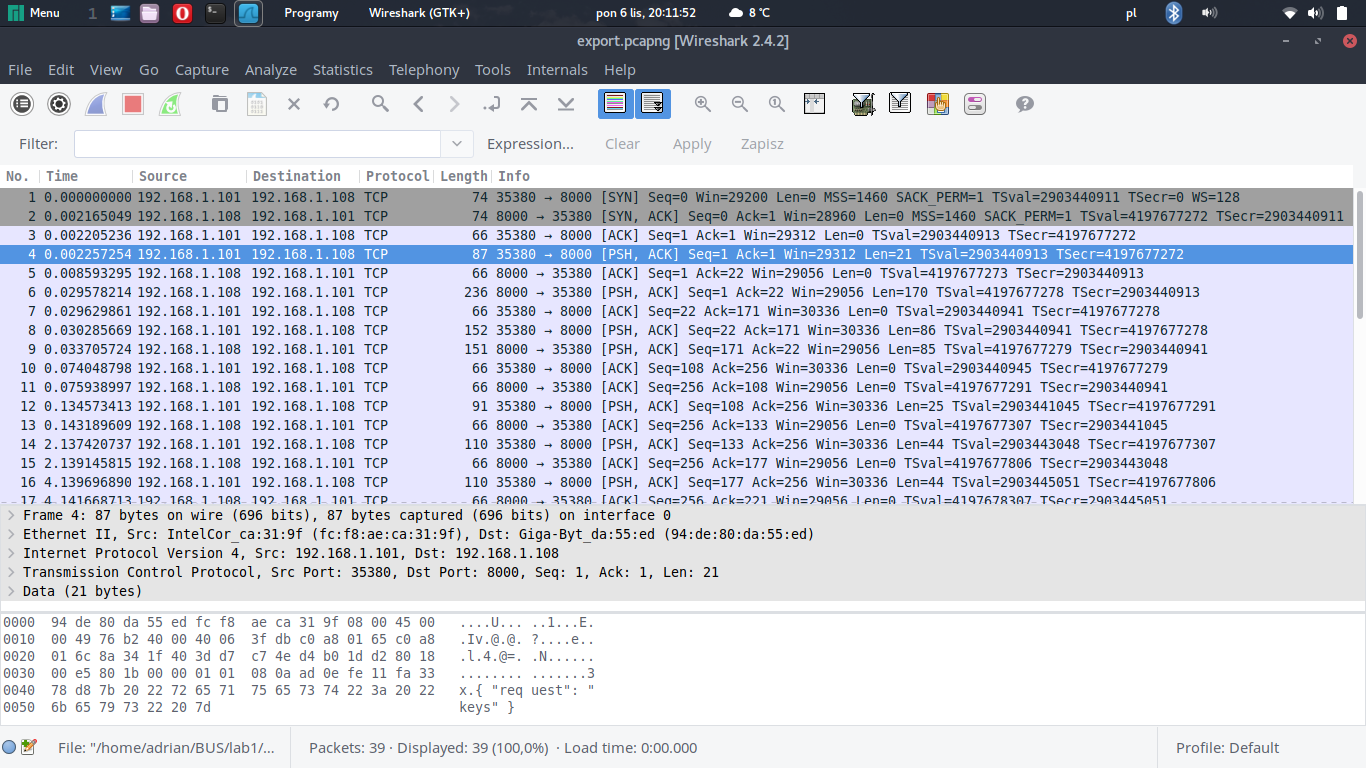 Menu 1 Programy Wireshark (GTK+) pon 6 lis, 20:11:52 8 °C pl
export.pcapng [Wireshark 2.4.2]
File Edit View Go Capture Analyze Statistics Telephony Tools Internals Help
Filter: Expression... Clear Apply Zapisz
No. Time Source Destination Protocol Length Info
1 0.000000000 192.168.1.101 192.168.1.108 TCP 74 35380 → 8000 [SYN] Seq=0 Win=29200 Len=0 MSS=1460 SACK_PERM=1 TSval=2903440911 TSecr=0 WS=128
2 0.002165049 192.168.1.108 192.168.1.101 TCP 74 8000 → 35380 [SYN, ACK] Seq=0 Ack=1 Win=28960 Len=0 MSS=1460 SACK_PERM=1 TSval=4197677272 TSecr=2903440911
3 0.002205236 192.168.1.101 192.168.1.108 TCP 66 35380 → 8000 [ACK] Seq=1 Ack=1 Win=29312 Len=0 TSval=2903440913 TSecr=4197677272
4 0.002257254 192.168.1.101 192.168.1.108 TCP 87 35380 → 8000 [PSH, ACK] Seq=1 Ack=1 Win=29312 Len=21 TSval=2903440913 TSecr=4197677272
5 0.008593295 192.168.1.108 192.168.1.101 TCP 66 8000 → 35380 [ACK] Seq=1 Ack=22 Win=29056 Len=0 TSval=4197677273 TSecr=2903440913
6 0.029578214 192.168.1.108 192.168.1.101 TCP 236 8000 → 35380 [PSH, ACK] Seq=1 Ack=22 Win=29056 Len=170 TSval=4197677278 TSecr=2903440913
7 0.029629861 192.168.1.101 192.168.1.108 TCP 66 35380 → 8000 [ACK] Seq=22 Ack=171 Win=30336 Len=0 TSval=2903440941 TSecr=4197677278
8 0.030285669 192.168.1.101 192.168.1.108 TCP 152 35380 → 8000 [PSH, ACK] Seq=22 Ack=171 Win=30336 Len=86 TSval=2903440941 TSecr=4197677278
9 0.033705724 192.168.1.108 192.168.1.101 TCP 151 8000 → 35380 [PSH, ACK] Seq=171 Ack=22 Win=29056 Len=85 TSval=4197677279 TSecr=2903440941
10 0.074048798 192.168.1.101 192.168.1.108 TCP 66 35380 → 8000 [ACK] Seq=108 Ack=256 Win=30336 Len=0 TSval=2903440945 TSecr=4197677279
11 0.075938997 192.168.1.108 192.168.1.101 TCP 66 8000 → 35380 [ACK] Seq=256 Ack=108 Win=29056 Len=0 TSval=4197677291 TSecr=2903440941
12 0.134573413 192.168.1.101 192.168.1.108 TCP 91 35380 → 8000 [PSH, ACK] Seq=108 Ack=256 Win=30336 Len=25 TSval=2903441045 TSecr=4197677291
13 0.143189609 192.168.1.108 192.168.1.101 TCP 66 8000 → 35380 [ACK] Seq=256 Ack=133 Win=29056 Len=0 TSval=4197677307 TSecr=2903441045
14 2.137420737 192.168.1.101 192.168.1.108 TCP 110 35380 → 8000 [PSH, ACK] Seq=133 Ack=256 Win=30336 Len=44 TSval=2903443048 TSecr=4197677307
15 2.139145815 192.168.1.108 192.168.1.101 TCP 66 8000 → 35380 [ACK] Seq=256 Ack=177 Win=29056 Len=0 TSval=4197677806 TSecr=2903443048
16 4.139696890 192.168.1.101 192.168.1.108 TCP 110 35380 → 8000 [PSH, ACK] Seq=177 Ack=256 Win=30336 Len=44 TSval=2903445051 TSecr=4197677806
17 4.141668713 192.168.1.108 192.168.1.101 TCP 66 8000 → 35380 [ACK] Seq=256 Ack=221 Win=29056 Len=0 TSval=4197678307 TSecr=2903445051
Frame 4: 87 bytes on wire (696 bits), 87 bytes captured (696 bits) on interface 0
Ethernet II, Src: IntelCor_ca:31:9f (fc:f8:ae:ca:31:9f), Dst: Giga-Byt_da:55:ed (94:de:80:da:55:ed)
Internet Protocol Version 4, Src: 192.168.1.101, Dst: 192.168.1.108
Transmission Control Protocol, Src Port: 35380, Dst Port: 8000, Seq: 1, Ack: 1, Len: 21
Data (21 bytes)
0000 94 de 80 da 55 ed fc f8 ae ca 31 9f 08 00 45 00 ....U... ..1...E.
0010 00 49 76 b2 40 00 40 06 3f db c0 a8 01 65 c0 a8 .Iv.@.@. ?....e..
0020 01 6c 8a 34 1f 40 3d d7 c7 4e d4 b0 1d d2 80 18 .l.4.@=. .N......
0030 00 e5 80 1b 00 00 01 01 08 0a ad 0e fe 11 fa 33 ........ .......3
0040 78 d8 7b 20 22 72 65 71 75 65 73 74 22 3a 20 22 x.{ "req uest": "
0050 6b 65 79 73 22 20 7d keys" }
File: "/home/adrian/BUS/lab1/... Packets: 39 · Displayed: 39 (100,0%) · Load time: 0:00.000 Profile: Default